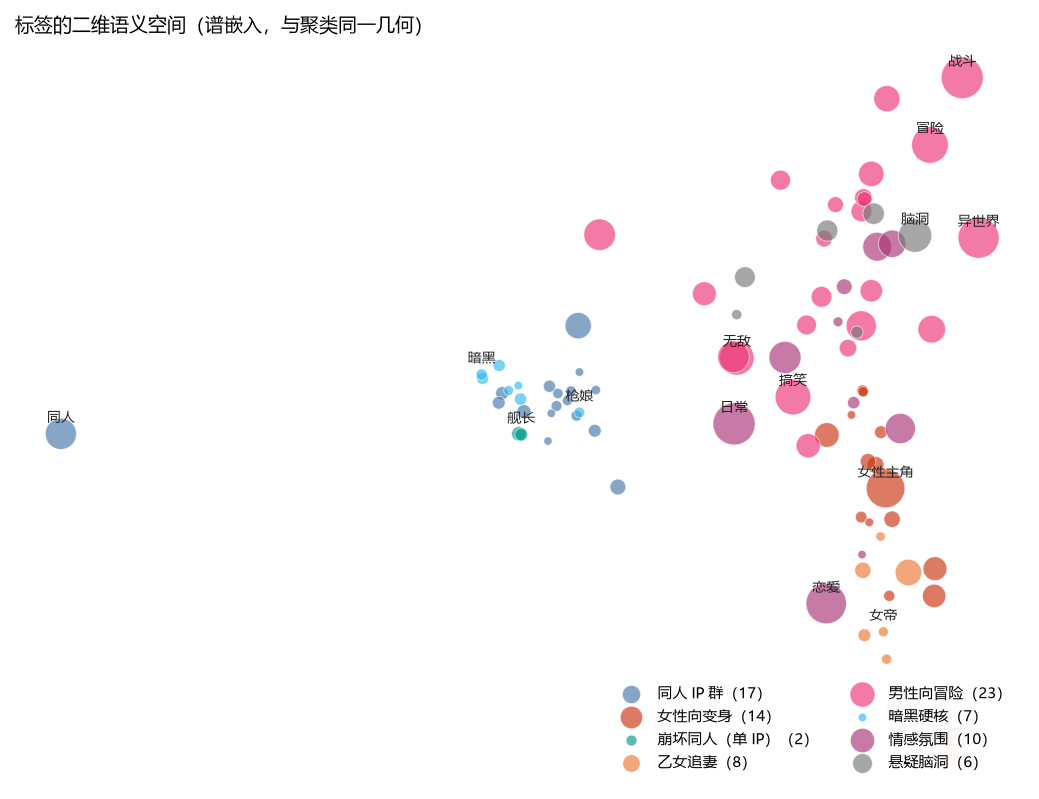 标签的二维语义空间（谱嵌入，与聚类同一几何）
战斗
冒险
脑洞
异世界
无敌
暗黑
搞笑
枪娘
日常
同人
舰长
女性主角
恋爱
女帝
同人 IP 群（17）
女性向变身（14）
崩坏同人（单 IP）（2）
乙女追妻（8）
男性向冒险（23）
暗黑硬核（7）
情感氛围（10）
悬疑脑洞（6）